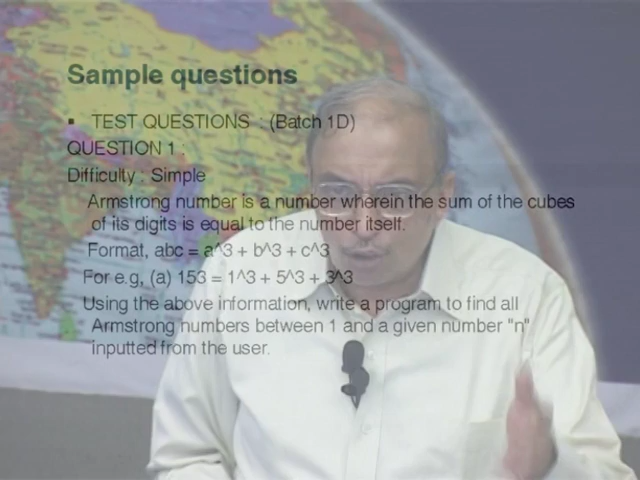 Sample questions
▪ TEST QUESTIONS : (Batch 1D)
QUESTION 1 :
Difficulty : Simple
Armstrong number is a number wherein the sum of the cubes
of its digits is equal to the number itself.
Format, abc = a^3 + b^3 + c^3
For e.g, (a) 153 = 1^3 + 5^3 + 3^3
Using the above information, write a program to find all
Armstrong numbers between 1 and a given number "n"
inputted from the user.